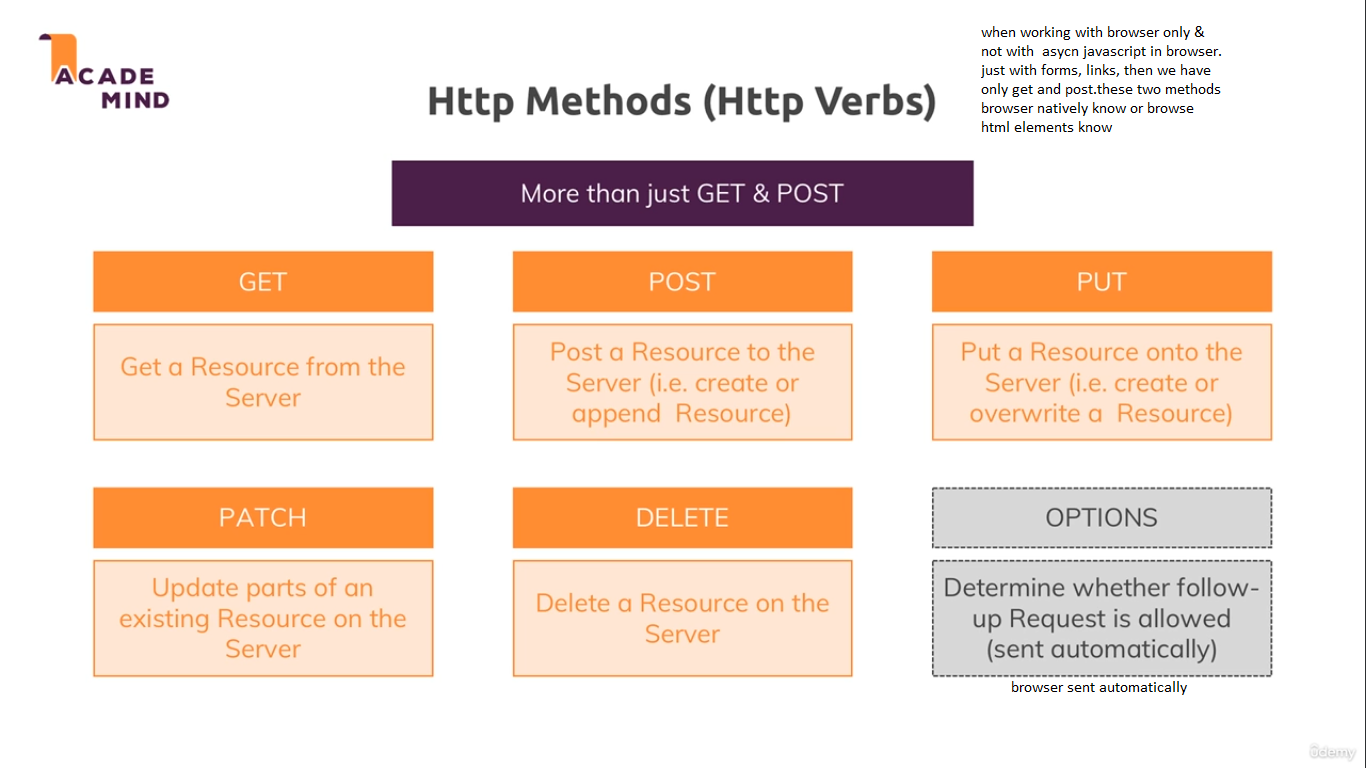 ACADE
MIND
when working with browser only &
not with  asycn javascript in browser.
just with forms, links, then we have
only get and post.these two methods
browser natively know or browse
html elements know
Http Methods (Http Verbs)
More than just GET & POST
GET
Get a Resource from the
Server
POST
Post a Resource to the
Server (i.e. create or
append  Resource)
PUT
Put a Resource onto the
Server (i.e. create or
overwrite a  Resource)
PATCH
Update parts of an
existing Resource on the
Server
DELETE
Delete a Resource on the
Server
OPTIONS
Determine whether follow-
up Request is allowed
(sent automatically)
browser sent automatically
ûdemy